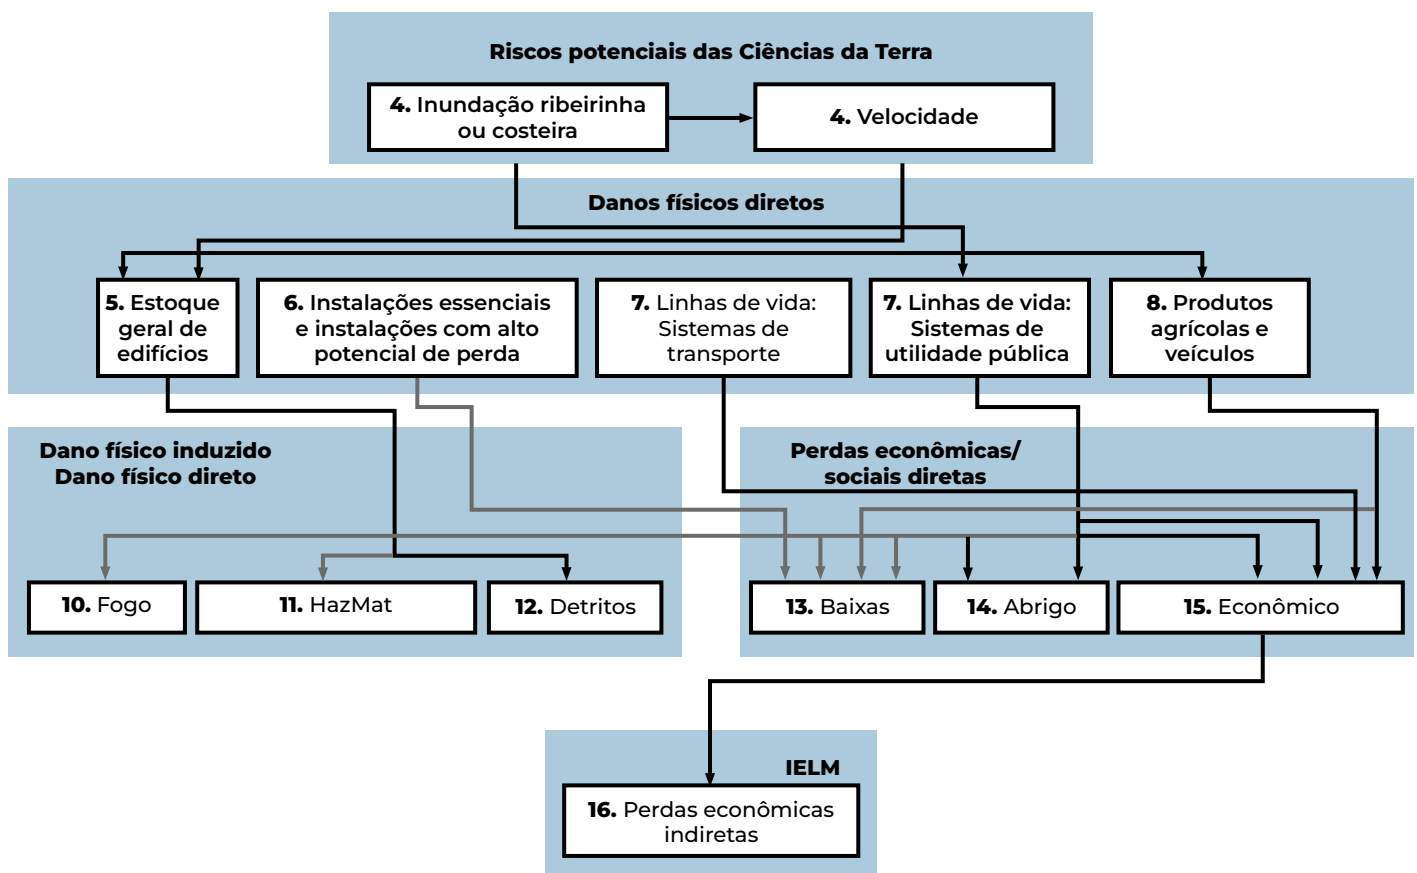 Riscos potenciais das Ciências da Terra
4. Inundação ribeirinha
ou costeira
4. Velocidade
Danos físicos diretos
5. Estoque
geral de
edifícios
6. Instalações essenciais
e instalações com alto
potencial de perda
7. Linhas de vida:
Sistemas de
transporte
7. Linhas de vida:
Sistemas de
utilidade pública
8. Produtos
agrícolas e
veículos
Dano físico induzido
Dano físico direto
Perdas econômicas/
sociais diretas
10. Fogo
11. HazMat
12. Detritos
13. Baixas
14. Abrigo
15. Econômico
IELM
16. Perdas econômicas
indiretas